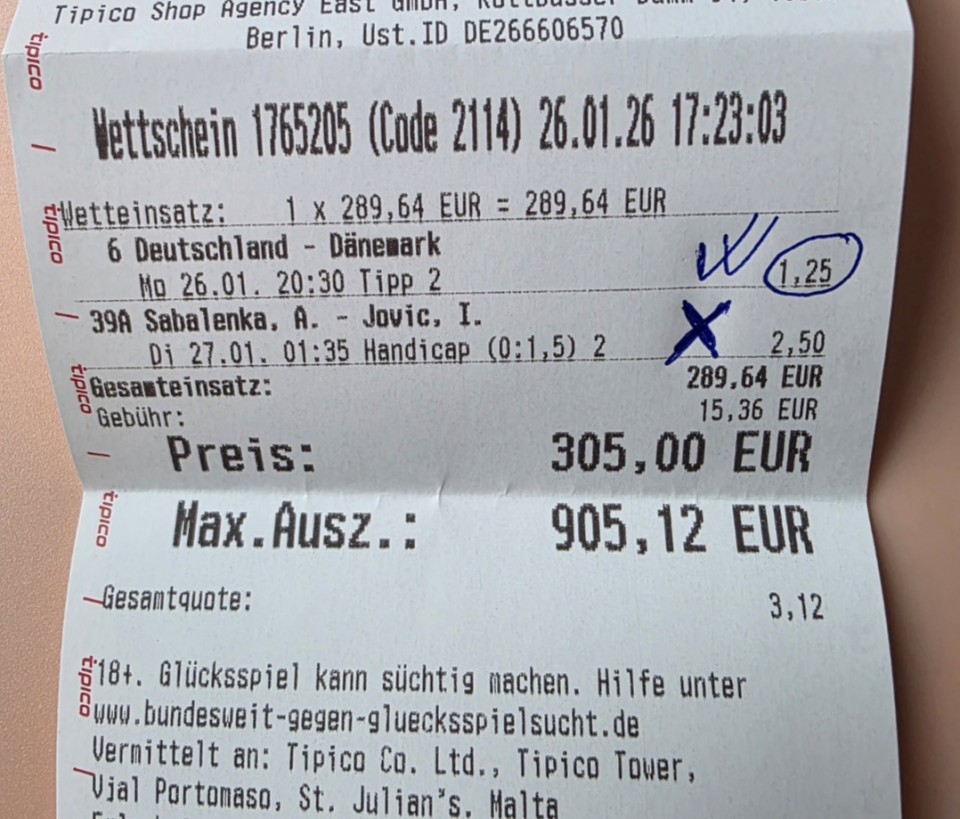 Tipico Shop Agency East GmbH,
Berlin, Ust.ID DE266606570
Wettschein 1765205 (Code 2114) 26.01.26 17:23:03
Wetteinsatz: 1 x 289,64 EUR = 289,64 EUR
6 Deutschland - Dänemark
Mo 26.01. 20:30 Tipp 2 1,25
39A Sabalenka, A. - Jovic, I.
Di 27.01. 01:35 Handicap (0:1,5) 2 X 2,50
Gesamteinsatz: 289,64 EUR
Gebühr: 15,36 EUR
Preis: 305,00 EUR
Max.Ausz.: 905,12 EUR
Gesamtquote: 3,12
18+. Glücksspiel kann süchtig machen. Hilfe unter
www.bundesweit-gegen-gluecksspielsucht.de
Vermittelt an: Tipico Co. Ltd., Tipico Tower,
Vjal Portomaso, St. Julian's, Malta
tipico
tipico
tipico
tipico
tipico